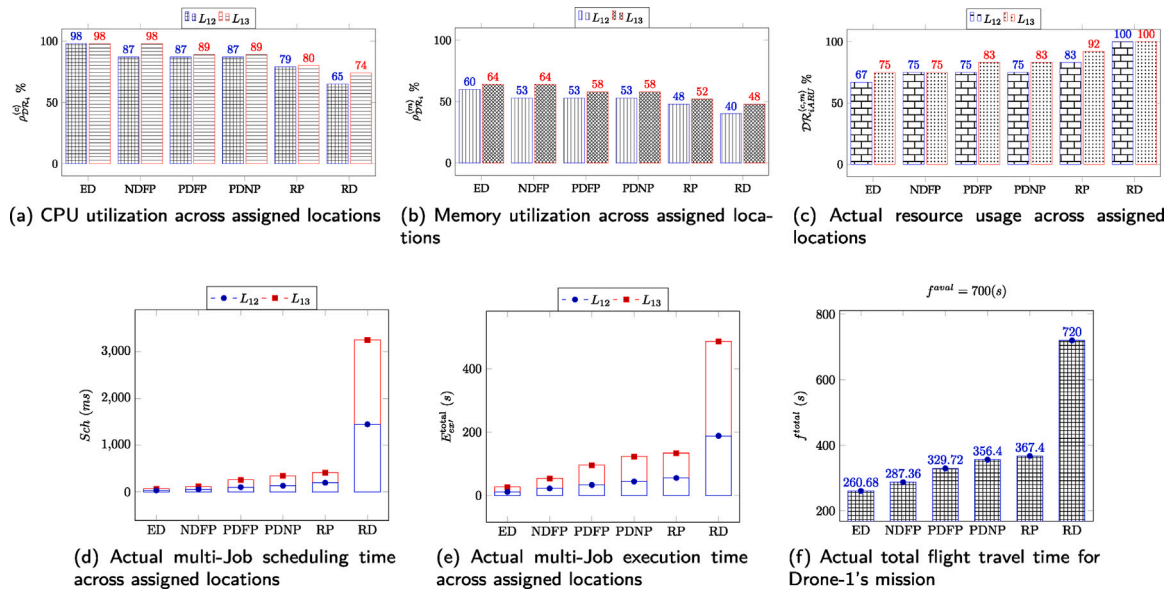 L12 L13
98 98 87 98 87 89 87 89 79 80 65 74
100
50
0
ρ^(c)_DR_i %
ED NDFP PDFP PDNP RP RD
(a) CPU utilization across assigned locations
L12 L13
60 64 53 64 53 58 53 58 48 52 40 48
100
50
0
ρ^(m)_DR_i %
ED NDFP PDFP PDNP RP RD
(b) Memory utilization across assigned loca-
tions
L12 L13
67 75 75 75 75 83 75 83 83 92 100 100
100
50
0
DR^(c,m)_iARU %
ED NDFP PDFP PDNP RP RD
(c) Actual resource usage across assigned
locations
L12 L13
3,000
2,000
1,000
0
Sch (ms)
ED NDFP PDFP PDNP RP RD
(d) Actual multi-Job scheduling time
across assigned locations
L12 L13
400
200
0
E^total_ex′ (s)
ED NDFP PDFP PDNP RP RD
(e) Actual multi-Job execution time
across assigned locations
f^aval = 700(s)
800
600
400
200
f^total (s)
260.68 287.36 329.72 356.4 367.4 720
ED NDFP PDFP PDNP RP RD
(f) Actual total flight travel time for
Drone-1's mission